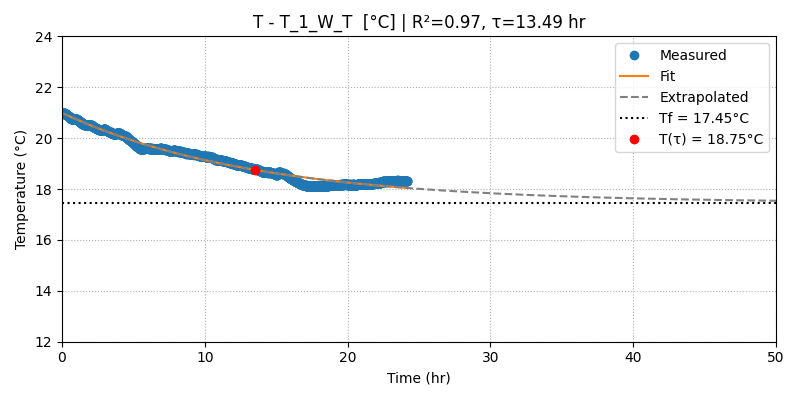 T - T_1_W_T  [°C] | R²=0.97, τ=13.49 hr
24
22
20
18
16
14
12
Temperature (°C)
Measured
Fit
Extrapolated
Tf = 17.45°C
T(τ) = 18.75°C
0
10
20
30
40
50
Time (hr)